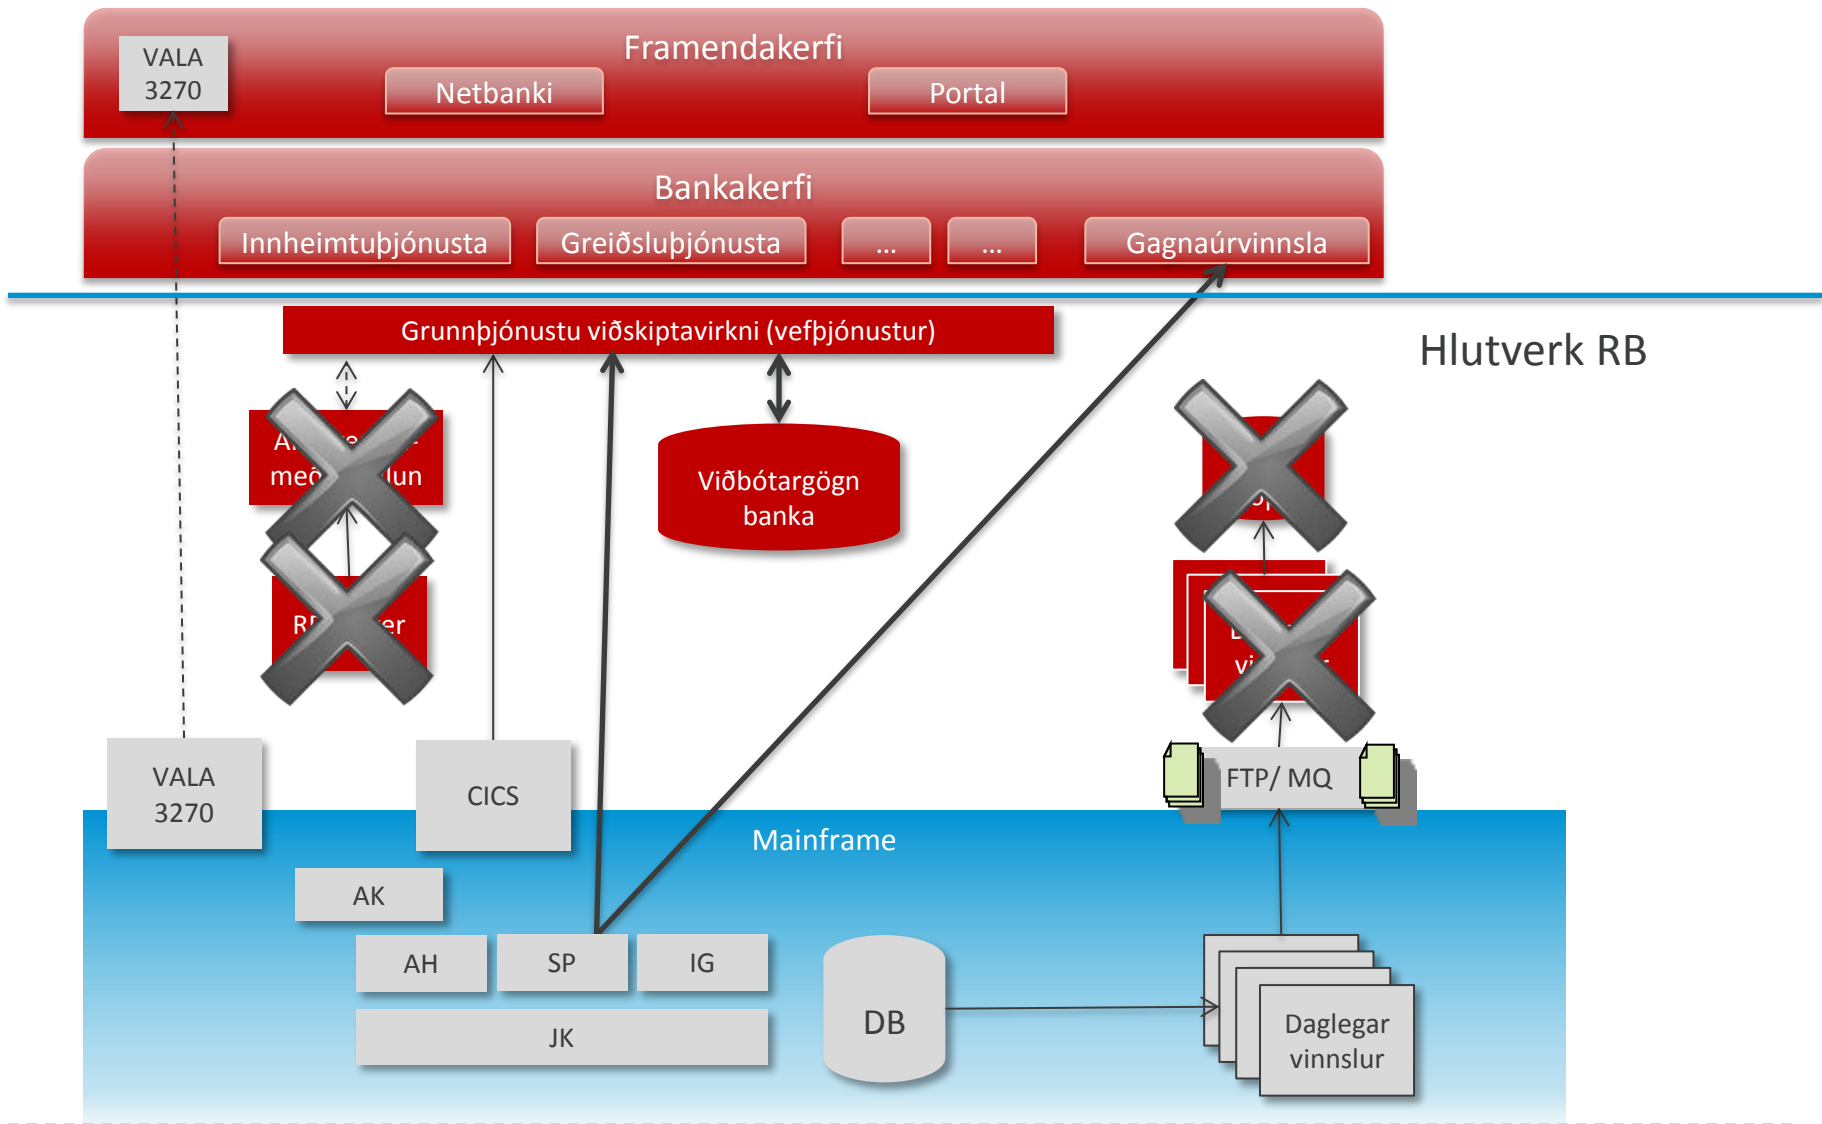 Framendakerfi
VALA
3270
Netbanki
Portal
Bankakerfi
Innheimtuþjónusta
Greiðsluþjónusta
...
...
Gagnaúrvinnsla
Grunnþjónustu viðskiptavirkni (vefþjónustur)
Hlutverk RB
Viðbótargögn
banka
VALA
3270
CICS
FTP/ MQ
Mainframe
AK
AH
SP
IG
JK
DB
Daglegar
vinnslur